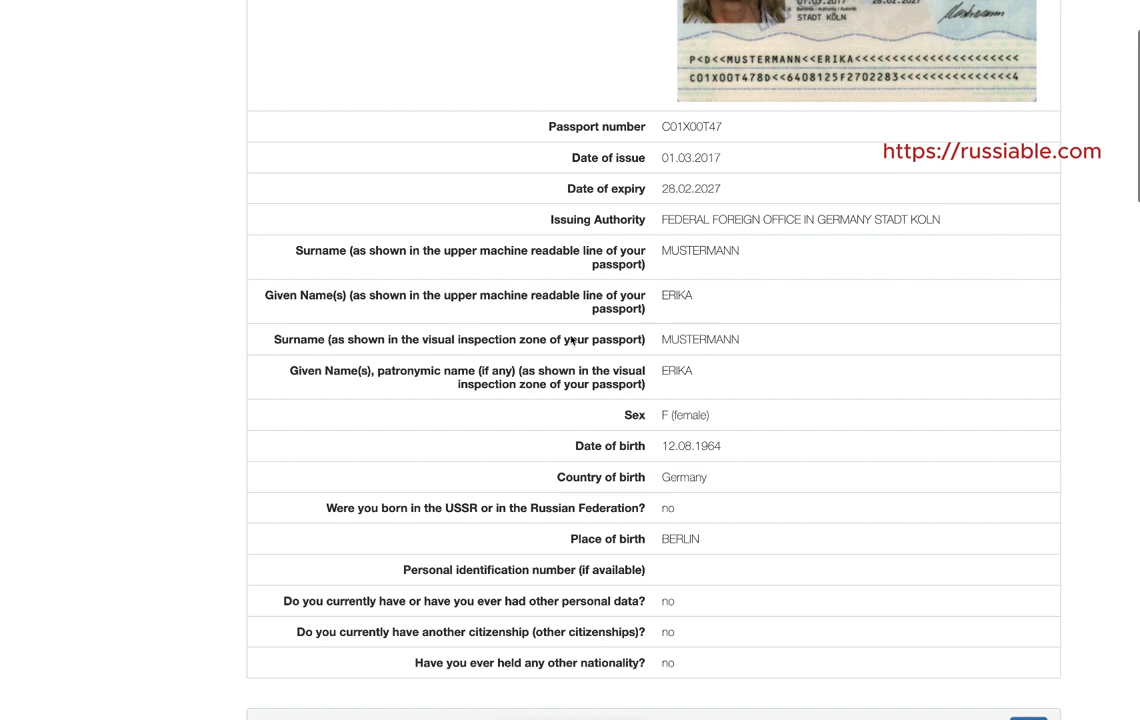 STADT KÖLN
P<D<<MUSTERMANN<<ERIKA<<<<<<<<<<<<<<<<<<<<<<
C01X00T478D<<6408125F2702283<<<<<<<<<<<<<<<4
Passport number C01X00T47
https://russiable.com
Date of issue 01.03.2017
Date of expiry 28.02.2027
Issuing Authority FEDERAL FOREIGN OFFICE IN GERMANY STADT KOLN
Surname (as shown in the upper machine readable line of your
passport) MUSTERMANN
Given Name(s) (as shown in the upper machine readable line of your
passport) ERIKA
Surname (as shown in the visual inspection zone of your passport) MUSTERMANN
Given Name(s), patronymic name (if any) (as shown in the visual
inspection zone of your passport) ERIKA
Sex F (female)
Date of birth 12.08.1964
Country of birth Germany
Were you born in the USSR or in the Russian Federation? no
Place of birth BERLIN
Personal identification number (if available)
Do you currently have or have you ever had other personal data? no
Do you currently have another citizenship (other citizenships)? no
Have you ever held any other nationality? no